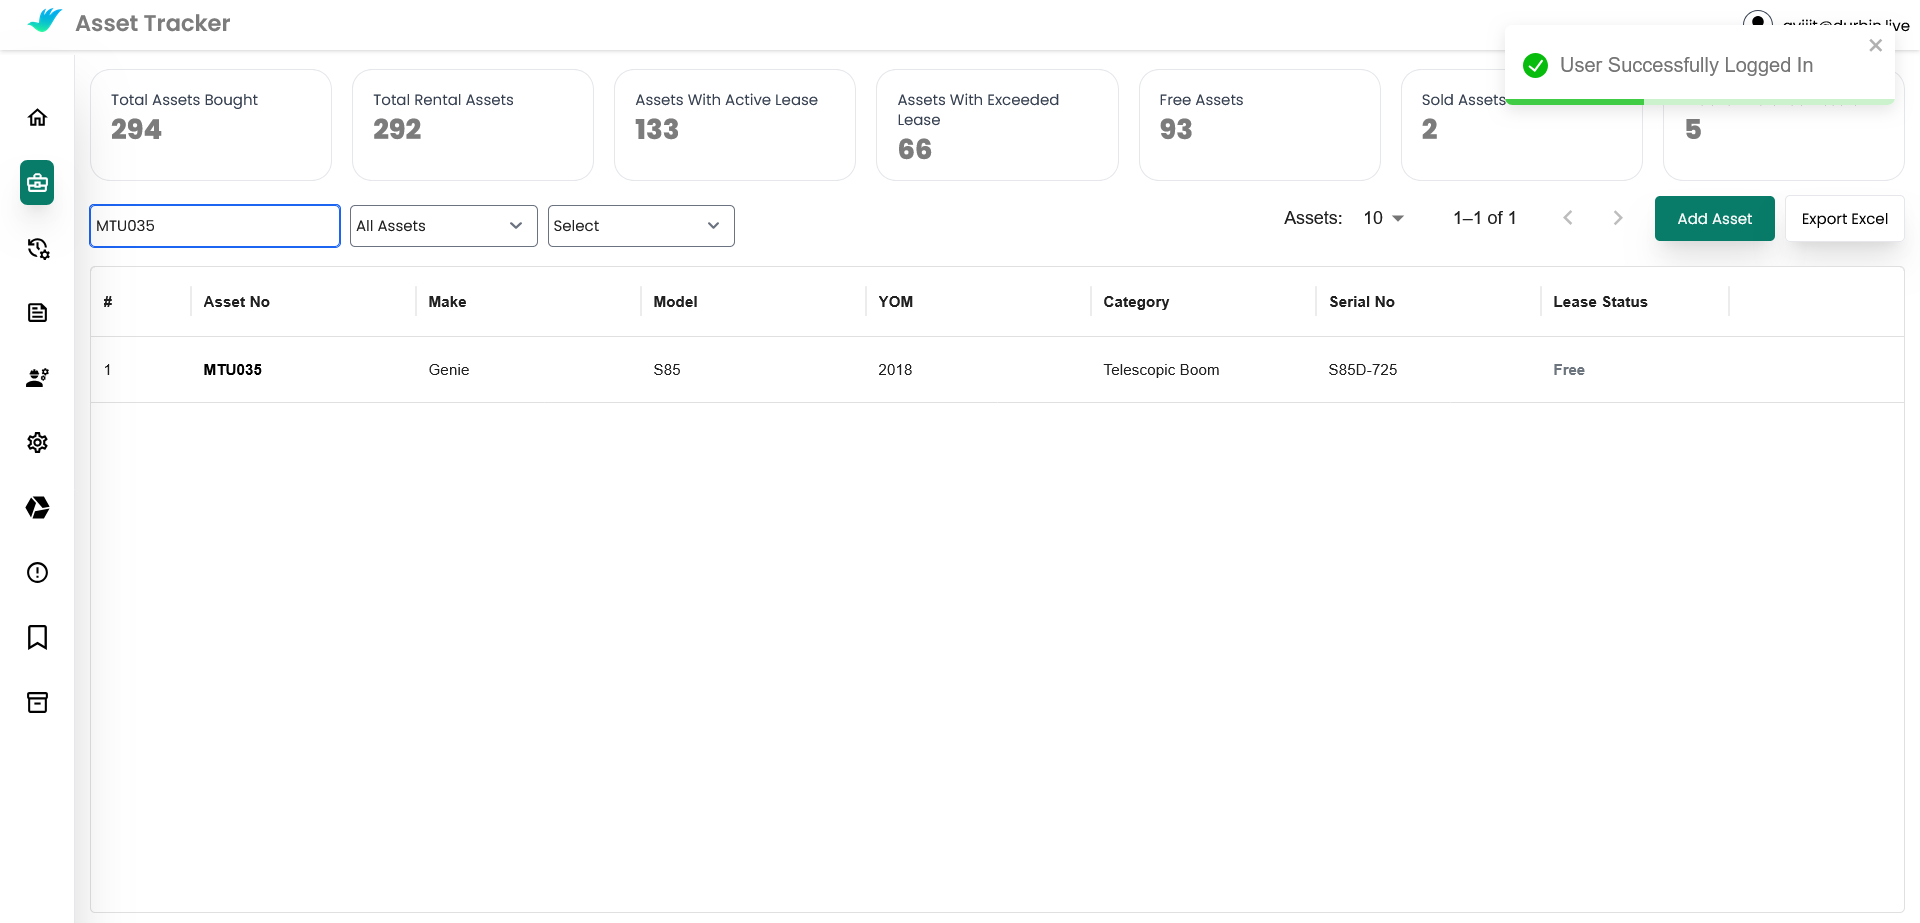 Asset Tracker
User Successfully Logged In
Total Assets Bought
294
Total Rental Assets
292
Assets With Active Lease
133
Assets With Exceeded
Lease
66
Free Assets
93
Sold Assets
2
5
MTU035
All Assets
Select
Assets: 10 1–1 of 1
Add Asset
Export Excel
# Asset No Make Model YOM Category Serial No Lease Status
1 MTU035 Genie S85 2018 Telescopic Boom S85D-725 Free